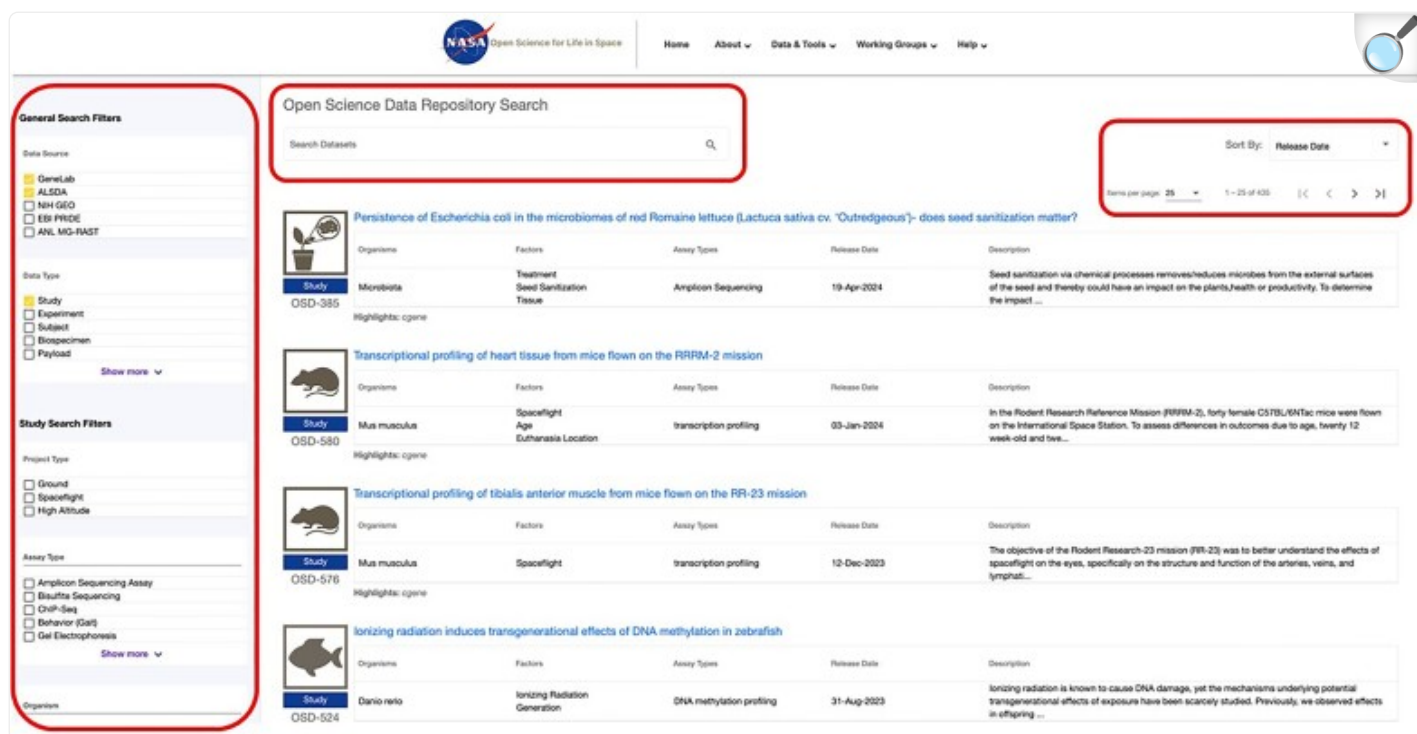 NASA Open Science for Life in Space
Home About Data & Tools Working Groups Help
General Search Filters
Data Source
GeneLab
ALSDA
NIH GEO
EBI PRIDE
ANL MG-RAST
Data Type
Study
Experiment
Subject
Biospecimen
Payload
Show more
Study Search Filters
Project Type
Ground
Spaceflight
High Altitude
Assay Type
Amplicon Sequencing Assay
Bisulfite Sequencing
ChIP-Seq
Behavior (Gait)
Gel Electrophoresis
Show more
Organism
Open Science Data Repository Search
Search Datasets
Sort By: Release Date
Items per page: 25 1 – 25 of 435
Persistence of Escherichia coli in the microbiomes of red Romaine lettuce (Lactuca sativa cv. 'Outredgeous')- does seed sanitization matter?
Organisms Factors Assay Types Release Date Description
Study
OSD-385
Microbiota
Treatment
Seed Sanitization
Tissue
Amplicon Sequencing
19-Apr-2024
Seed sanitization via chemical processes removes/reduces microbes from the external surfaces
of the seed and thereby could have an impact on the plants,health or productivity. To determine
the impact ...
Highlights: cgene
Transcriptional profiling of heart tissue from mice flown on the RRRM-2 mission
Organisms Factors Assay Types Release Date Description
Study
OSD-580
Mus musculus
Spaceflight
Age
Euthanasia Location
transcription profiling
03-Jan-2024
In the Rodent Research Reference Mission (RRRM-2), forty female C57BL/6NTac mice were flown
on the International Space Station. To assess differences in outcomes due to age, twenty 12
week-old and twe...
Highlights: cgene
Transcriptional profiling of tibialis anterior muscle from mice flown on the RR-23 mission
Organisms Factors Assay Types Release Date Description
Study
OSD-576
Mus musculus
Spaceflight
transcription profiling
12-Dec-2023
The objective of the Rodent Research-23 mission (RR-23) was to better understand the effects of
spaceflight on the eyes, specifically on the structure and function of the arteries, veins, and
lymphati...
Highlights: cgene
Ionizing radiation induces transgenerational effects of DNA methylation in zebrafish
Organisms Factors Assay Types Release Date Description
Study
OSD-524
Danio rerio
Ionizing Radiation
Generation
DNA methylation profiling
31-Aug-2023
Ionizing radiation is known to cause DNA damage, yet the mechanisms underlying potential
transgenerational effects of exposure have been scarcely studied. Previously, we observed effects
in offspring ...